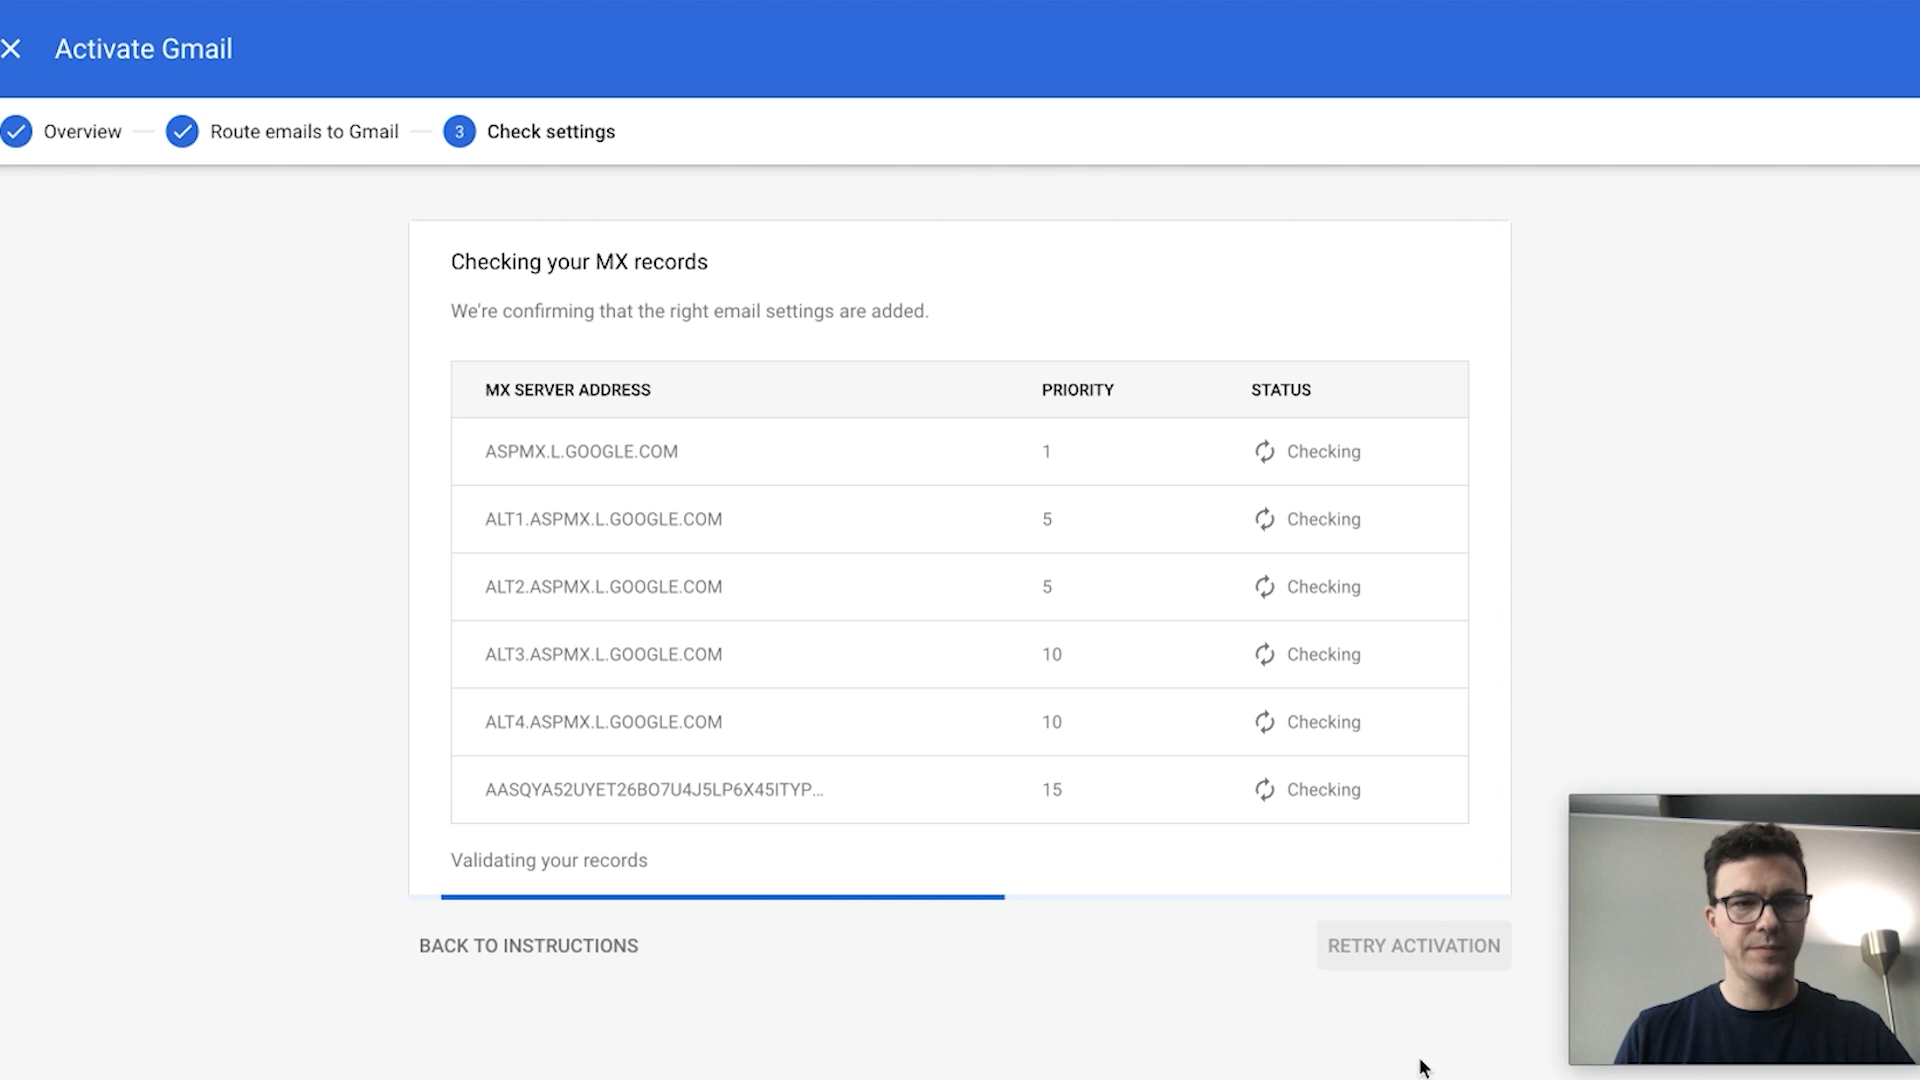 Activate Gmail
Overview
Route emails to Gmail
3 Check settings
Checking your MX records
We're confirming that the right email settings are added.
MX SERVER ADDRESS PRIORITY STATUS
ASPMX.L.GOOGLE.COM 1 Checking
ALT1.ASPMX.L.GOOGLE.COM 5 Checking
ALT2.ASPMX.L.GOOGLE.COM 5 Checking
ALT3.ASPMX.L.GOOGLE.COM 10 Checking
ALT4.ASPMX.L.GOOGLE.COM 10 Checking
AASQYA52UYET26BO7U4J5LP6X45ITYP... 15 Checking
Validating your records
BACK TO INSTRUCTIONS
RETRY ACTIVATION